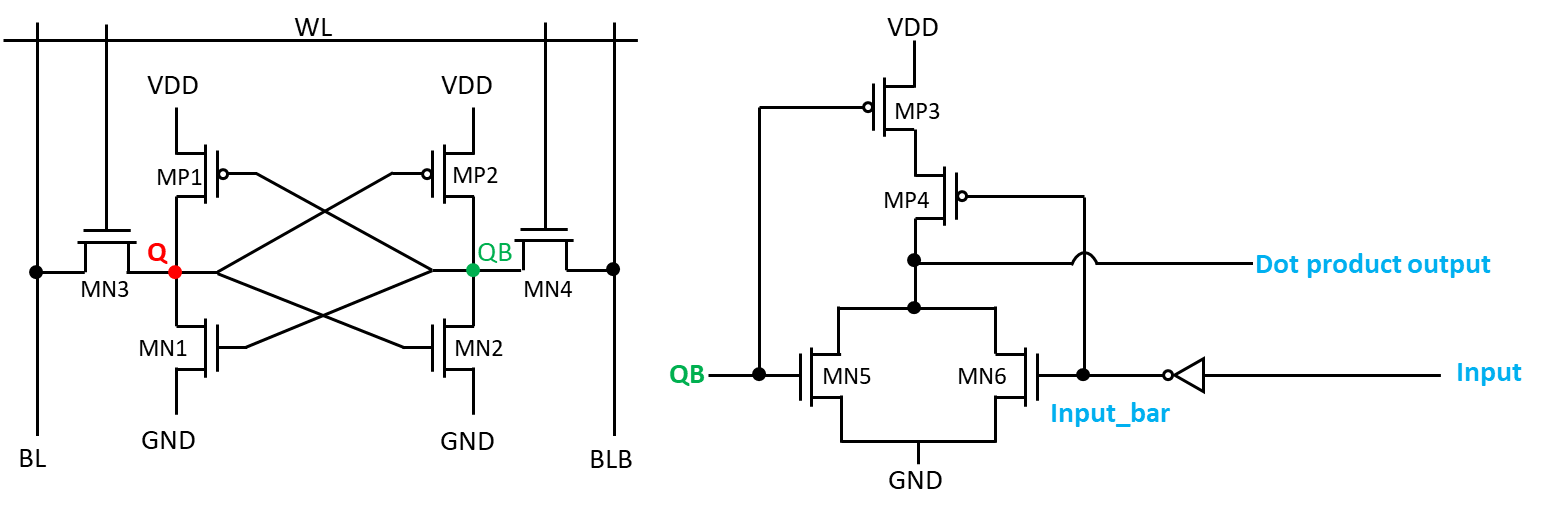 WL
VDD
VDD
VDD
MP3
MP1
MP2
MP4
Q
QB
MN3
MN4
Dot product output
MN1
MN2
QB
MN5
MN6
Input
Input_bar
GND
GND
BL
BLB
GND